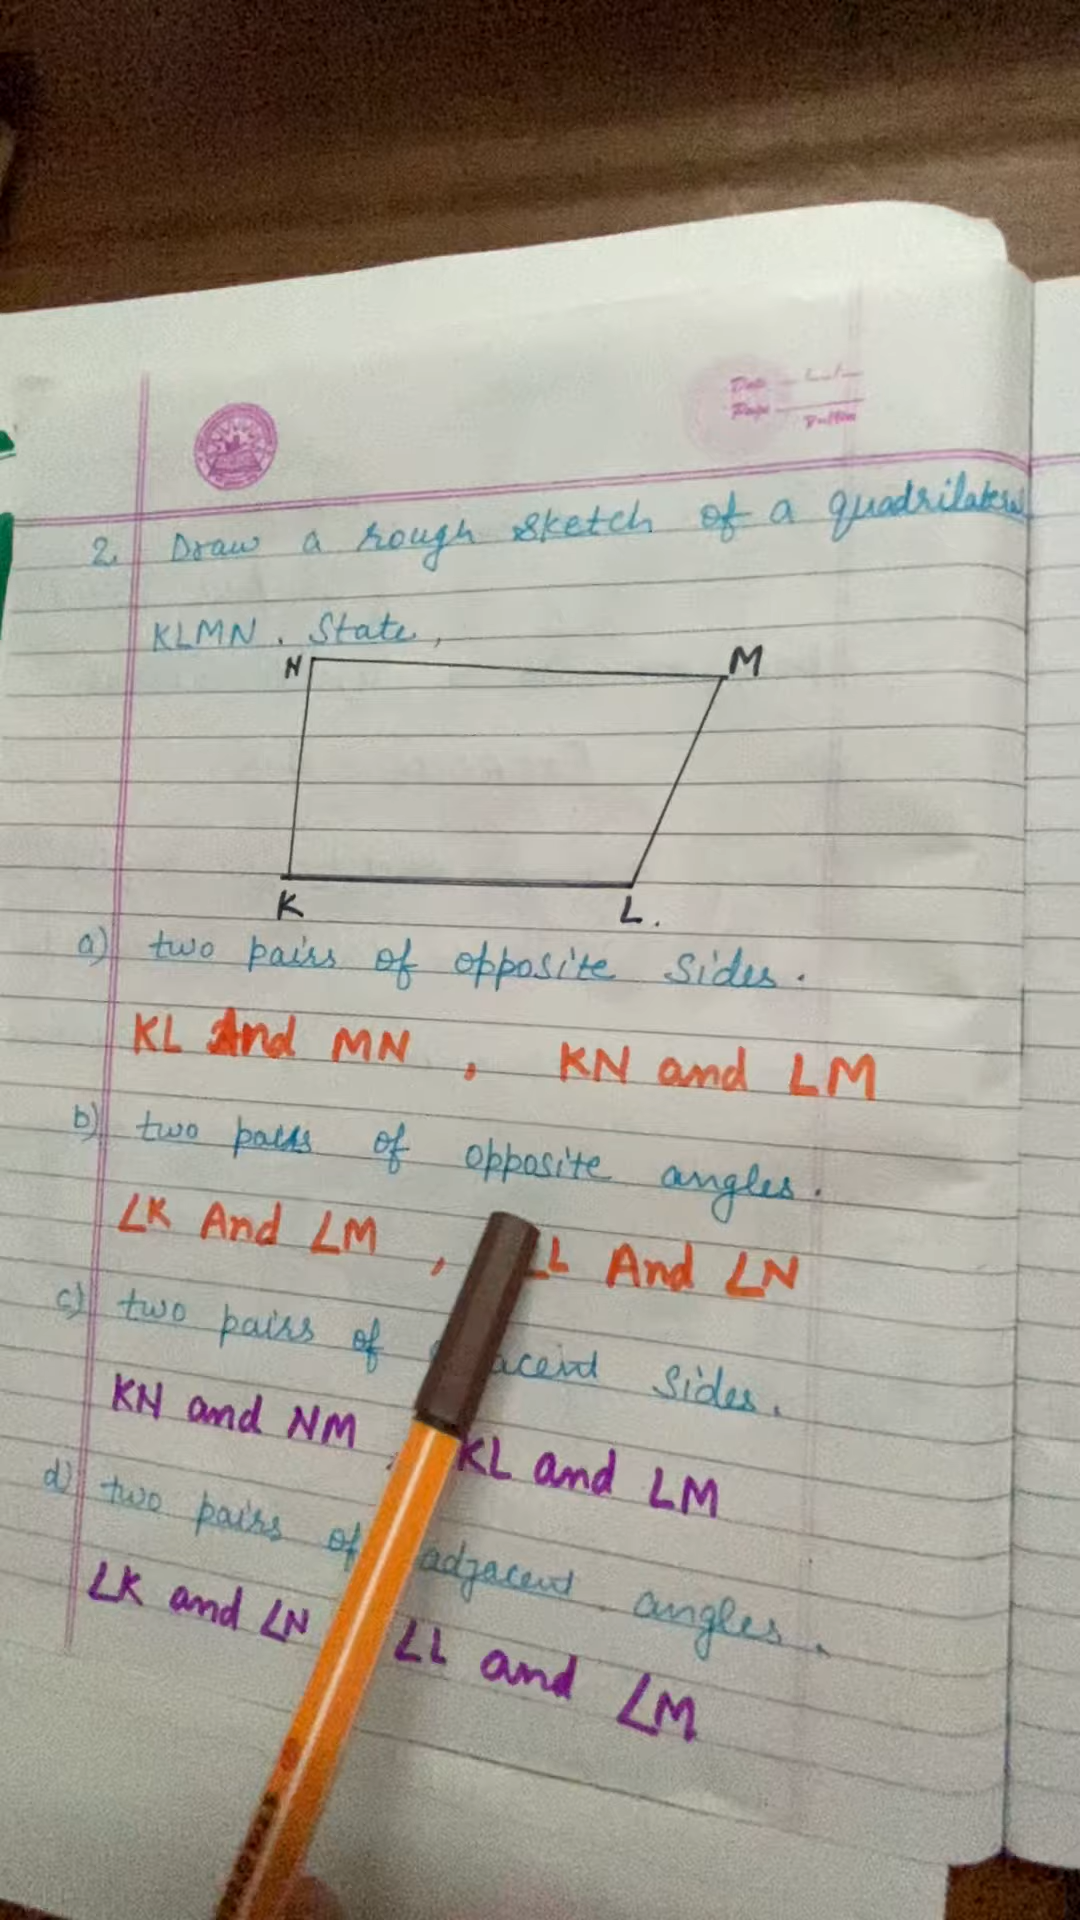 Date
Page
2. Draw a rough sketch of a quadrilateral
KLMN. State,
N M
K L.
a) two pairs of opposite sides.
KL And MN, KN and LM
b) two pairs of opposite angles.
∠K And ∠M, ∠L And ∠N
c) two pairs of sides.
KN and NM, KL and LM
d) two pairs of adjacent angles.
∠K and ∠N ∠L and ∠M